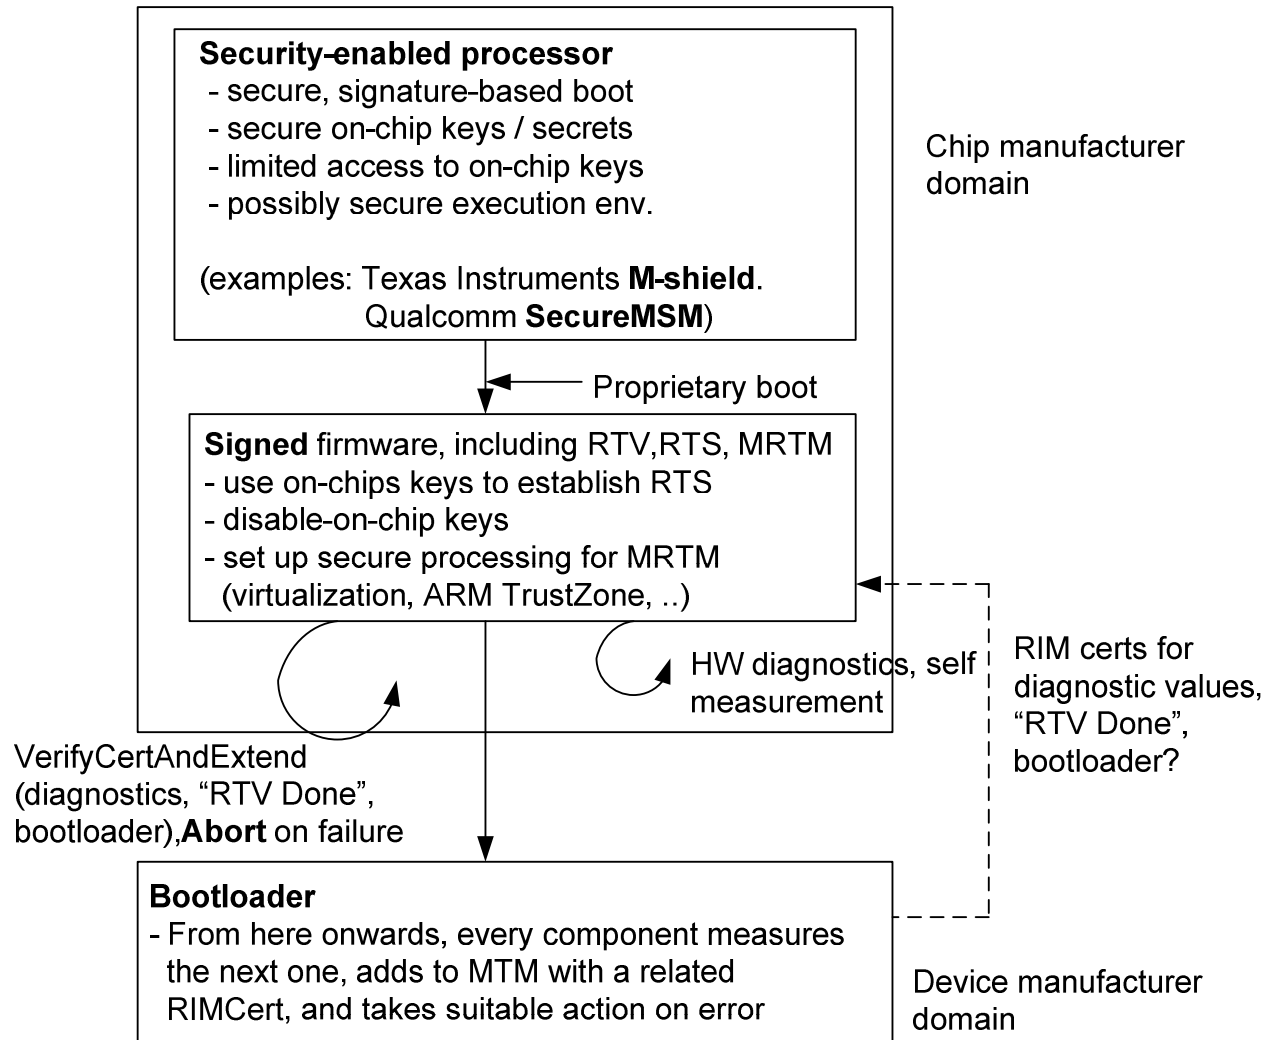 Security-enabled processor
- secure, signature-based boot
- secure on-chip keys / secrets
- limited access to on-chip keys
- possibly secure execution env.
(examples: Texas Instruments M-shield.
Qualcomm SecureMSM)
Chip manufacturer
domain
Proprietary boot
Signed firmware, including RTV,RTS, MRTM
- use on-chips keys to establish RTS
- disable-on-chip keys
- set up secure processing for MRTM
(virtualization, ARM TrustZone, ..)
HW diagnostics, self
measurement
RIM certs for
diagnostic values,
“RTV Done”,
bootloader?
VerifyCertAndExtend
(diagnostics, “RTV Done”,
bootloader),Abort on failure
Bootloader
- From here onwards, every component measures
the next one, adds to MTM with a related
RIMCert, and takes suitable action on error
Device manufacturer
domain